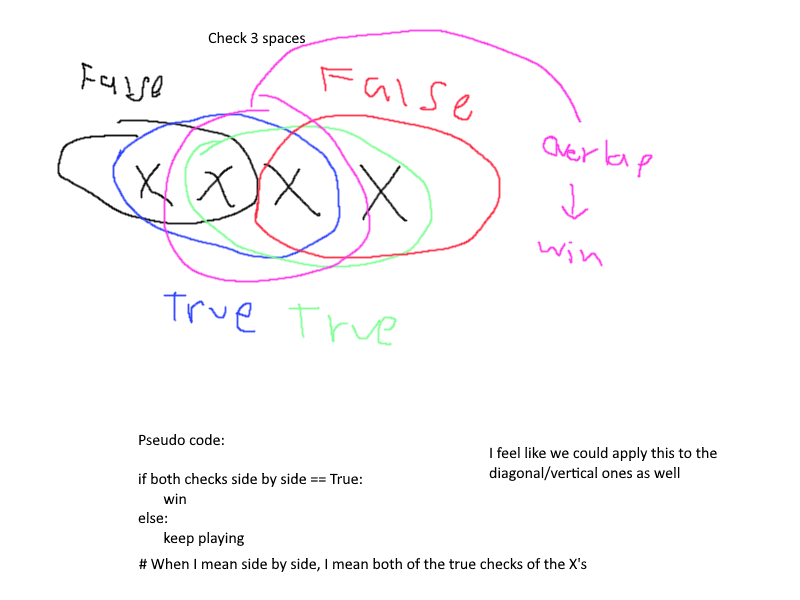 Check 3 spaces
False
False
X X X X
overlap
win
True True
Pseudo code:
I feel like we could apply this to the
diagonal/vertical ones as well
if both checks side by side == True:
win
else:
keep playing
# When I mean side by side, I mean both of the true checks of the X's